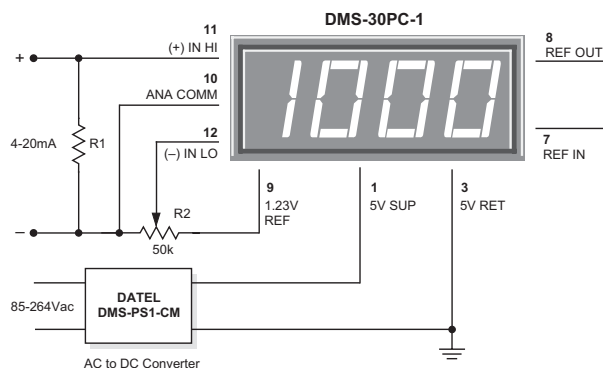 DMS-30PC-1
11
(+) IN HI
8
REF OUT
+
10
ANA COMM
1000
4-20mA
R1
12
(–) IN LO
7
REF IN
9
1.23V
REF
1
5V SUP
3
5V RET
R2
–
50k
85-264Vac
DATEL
DMS-PS1-CM
AC to DC Converter